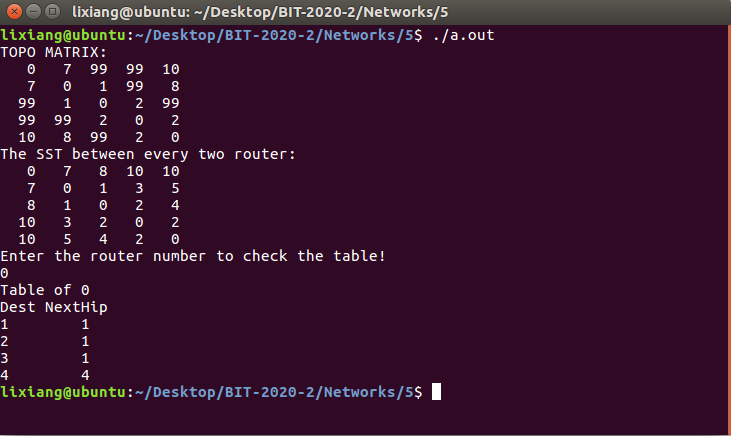 lixiang@ubuntu: ~/Desktop/BIT-2020-2/Networks/5
lixiang@ubuntu:~/Desktop/BIT-2020-2/Networks/5$ ./a.out
TOPO MATRIX:
0 7 99 99 10
7 0 1 99 8
99 1 0 2 99
99 99 2 0 2
10 8 99 2 0
The SST between every two router:
0 7 8 10 10
7 0 1 3 5
8 1 0 2 4
10 3 2 0 2
10 5 4 2 0
Enter the router number to check the table!
0
Table of 0
Dest NextHip
1 1
2 1
3 1
4 4
lixiang@ubuntu:~/Desktop/BIT-2020-2/Networks/5$